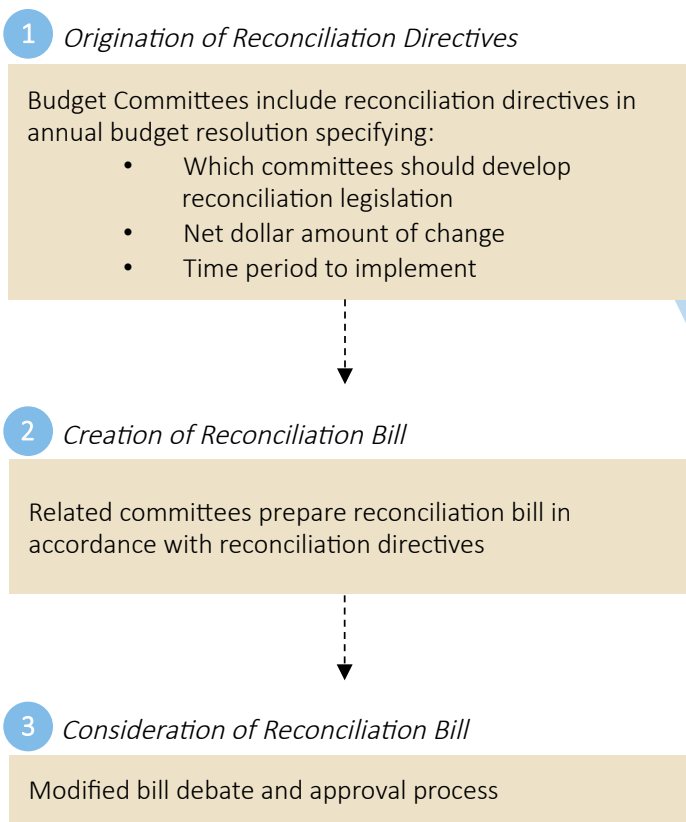 1 Origination of Reconciliation Directives
Budget Committees include reconciliation directives in
annual budget resolution specifying:
• Which committees should develop
reconciliation legislation
• Net dollar amount of change
• Time period to implement
2 Creation of Reconciliation Bill
Related committees prepare reconciliation bill in
accordance with reconciliation directives
3 Consideration of Reconciliation Bill
Modified bill debate and approval process